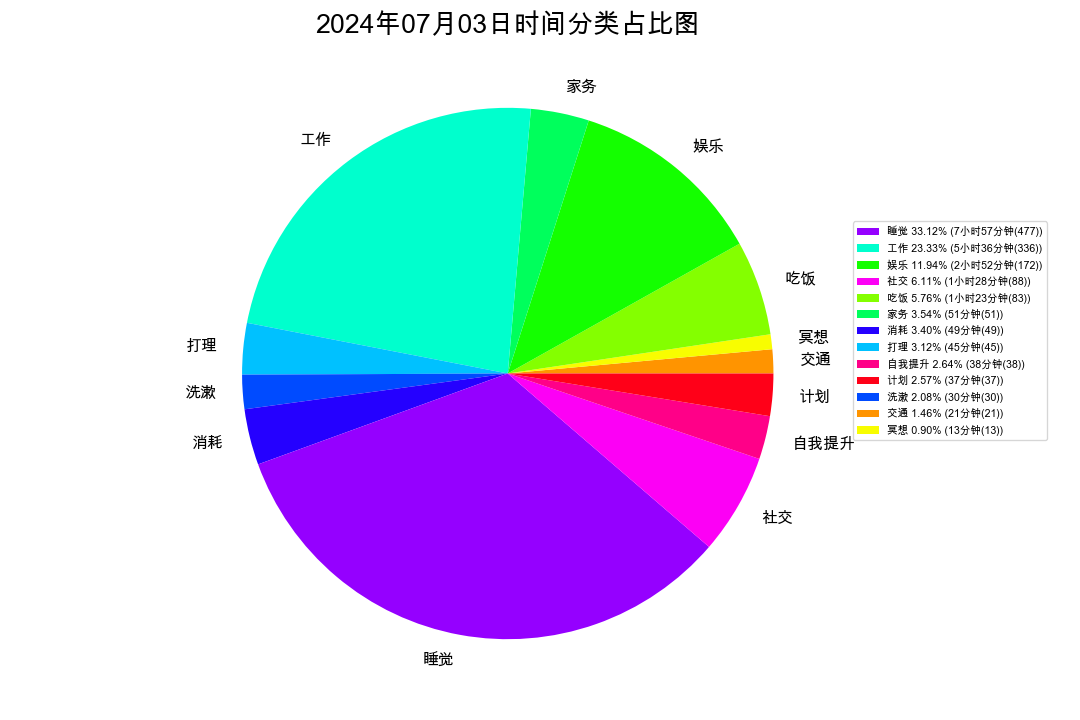 2024年07月03日时间分类占比图
家务
工作
娱乐
吃饭
冥想
打理
交通
洗漱
计划
消耗
自我提升
社交
睡觉
睡觉 33.12% (7小时57分钟(477))
工作 23.33% (5小时36分钟(336))
娱乐 11.94% (2小时52分钟(172))
社交 6.11% (1小时28分钟(88))
吃饭 5.76% (1小时23分钟(83))
家务 3.54% (51分钟(51))
消耗 3.40% (49分钟(49))
打理 3.12% (45分钟(45))
自我提升 2.64% (38分钟(38))
计划 2.57% (37分钟(37))
洗漱 2.08% (30分钟(30))
交通 1.46% (21分钟(21))
冥想 0.90% (13分钟(13))